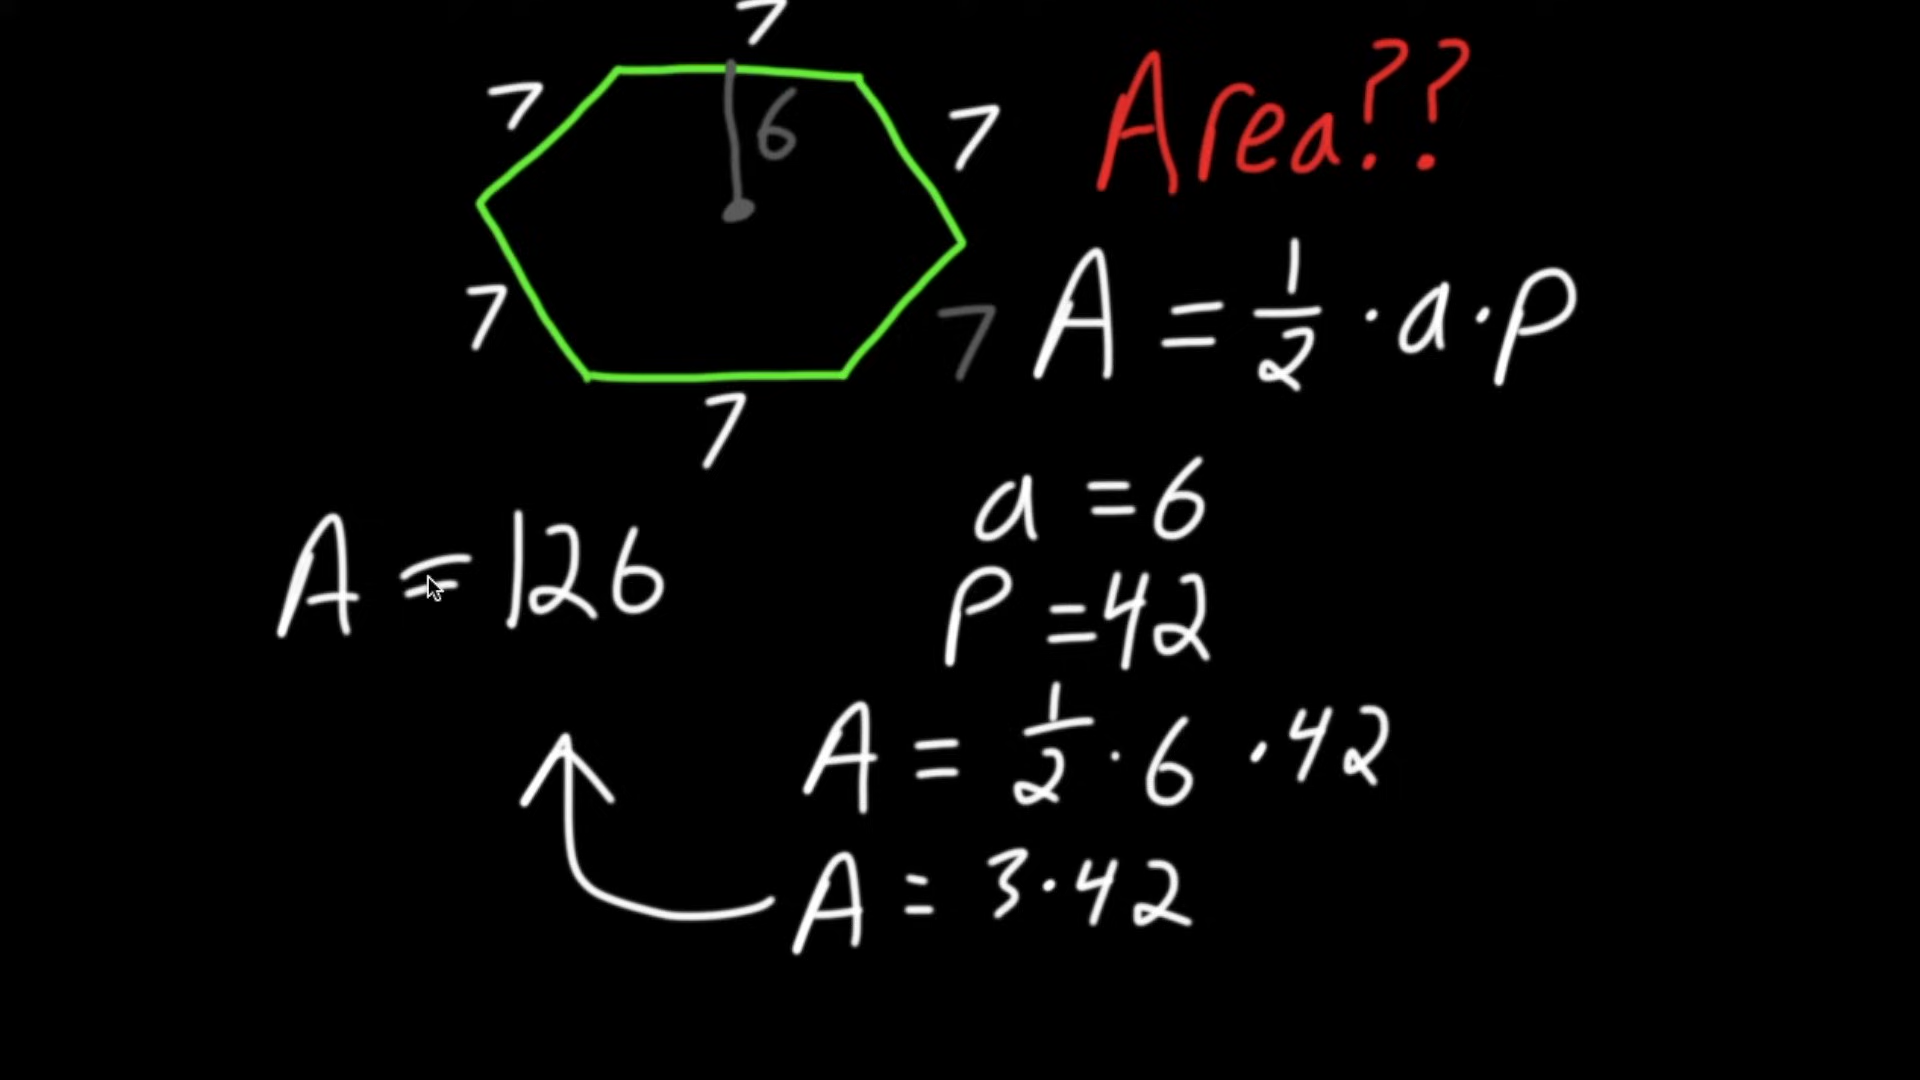 7
7
6
7
Area??
7
7
7
A = 1/2 · a · p
a = 6
A = 126
P = 42
A = 1/2 · 6 · 42
A = 3 · 42